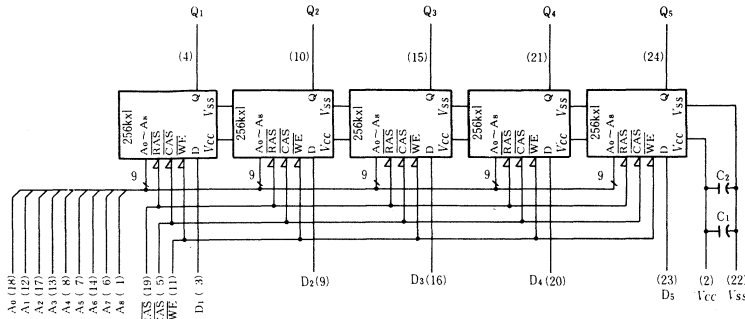 Q₁ Q₂ Q₃ Q₄ Q₅
(4) (10) (15) (21) (24)
256k×1 A₀~A₈ RAS CAS WE D Q Vss Vcc
256k×1 A₀~A₈ RAS CAS WE D Q Vss Vcc
256k×1 A₀~A₈ RAS CAS WE D Q Vss Vcc
256k×1 A₀~A₈ RAS CAS WE D Q Vss Vcc
256k×1 A₀~A₈ RAS CAS WE D Q Vss Vcc
9 9 9 9 9
C₂
C₁
A₀ (18)
A₁ (12)
A₂ (17)
A₃ (13)
A₄ ( 8)
A₅ ( 7)
A₆ (14)
A₇ ( 6)
A₈ ( 1)
(19)
CAS ( 5)
WE (11)
D₁ ( 3)
D₂(9)
D₃(16)
D₄(20)
(23)
D₅
(2)
Vcc
(22)
Vss